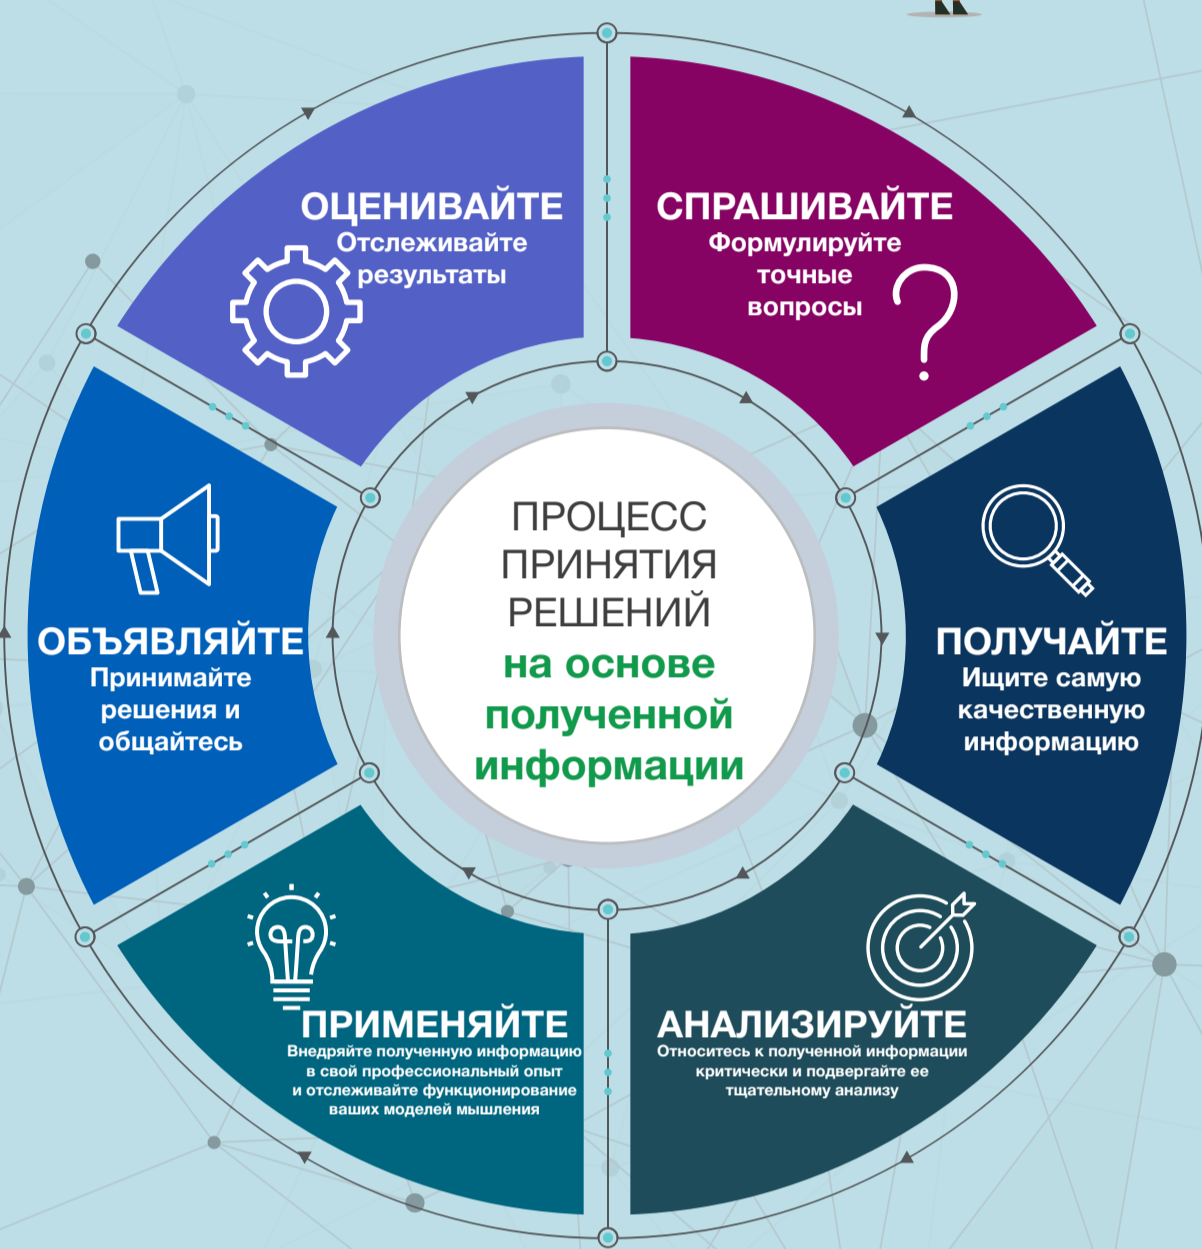 ПРОЦЕСС
ПРИНЯТИЯ
РЕШЕНИЙ
на основе
полученной
информации
СПРАШИВАЙТЕ
Формулируйте
точные
вопросы
ПОЛУЧАЙТЕ
Ищите самую
качественную
информацию
АНАЛИЗИРУЙТЕ
Относитесь к полученной информации
критически и подвергайте ее
тщательному анализу
ПРИМЕНЯЙТЕ
Внедряйте полученную информацию
в свой профессиональный опыт
и отслеживайте функционирование
ваших моделей мышления
ОБЪЯВЛЯЙТЕ
Принимайте
решения и
общайтесь
ОЦЕНИВАЙТЕ
Отслеживайте
результаты